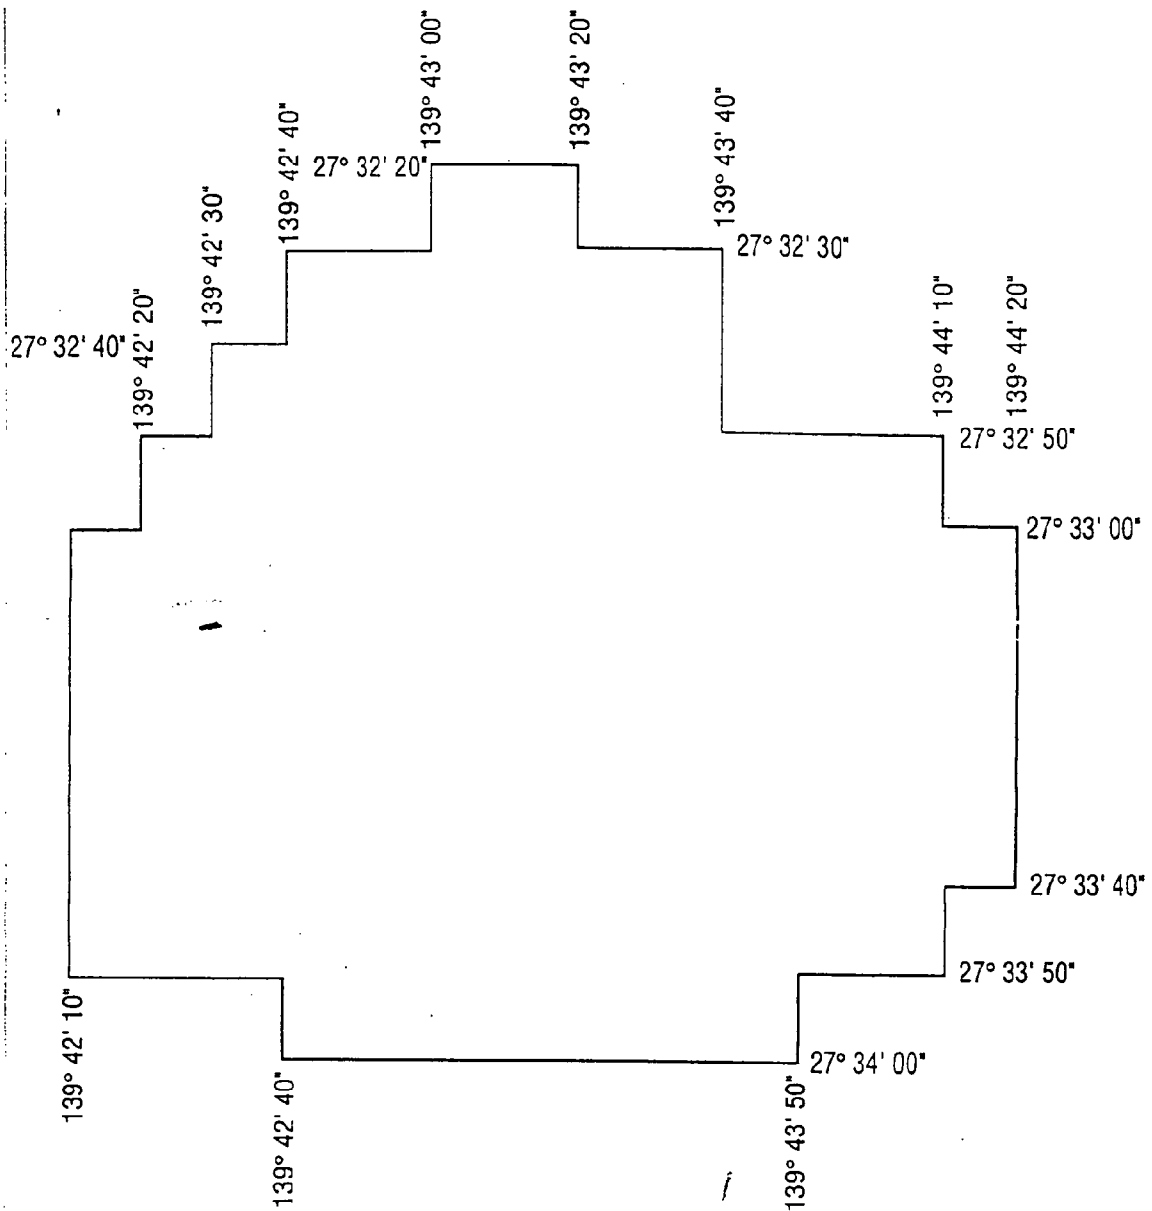 139° 43' 00"
139° 43' 20"
139° 42' 40"
27° 32' 20"
139° 43' 40"
139° 42' 30"
27° 32' 30"
139° 42' 20"
27° 32' 40"
139° 44' 10"
139° 44' 20"
27° 32' 50"
27° 33' 00"
27° 33' 40"
27° 33' 50"
139° 42' 10"
27° 34' 00"
139° 42' 40"
139° 43' 50"